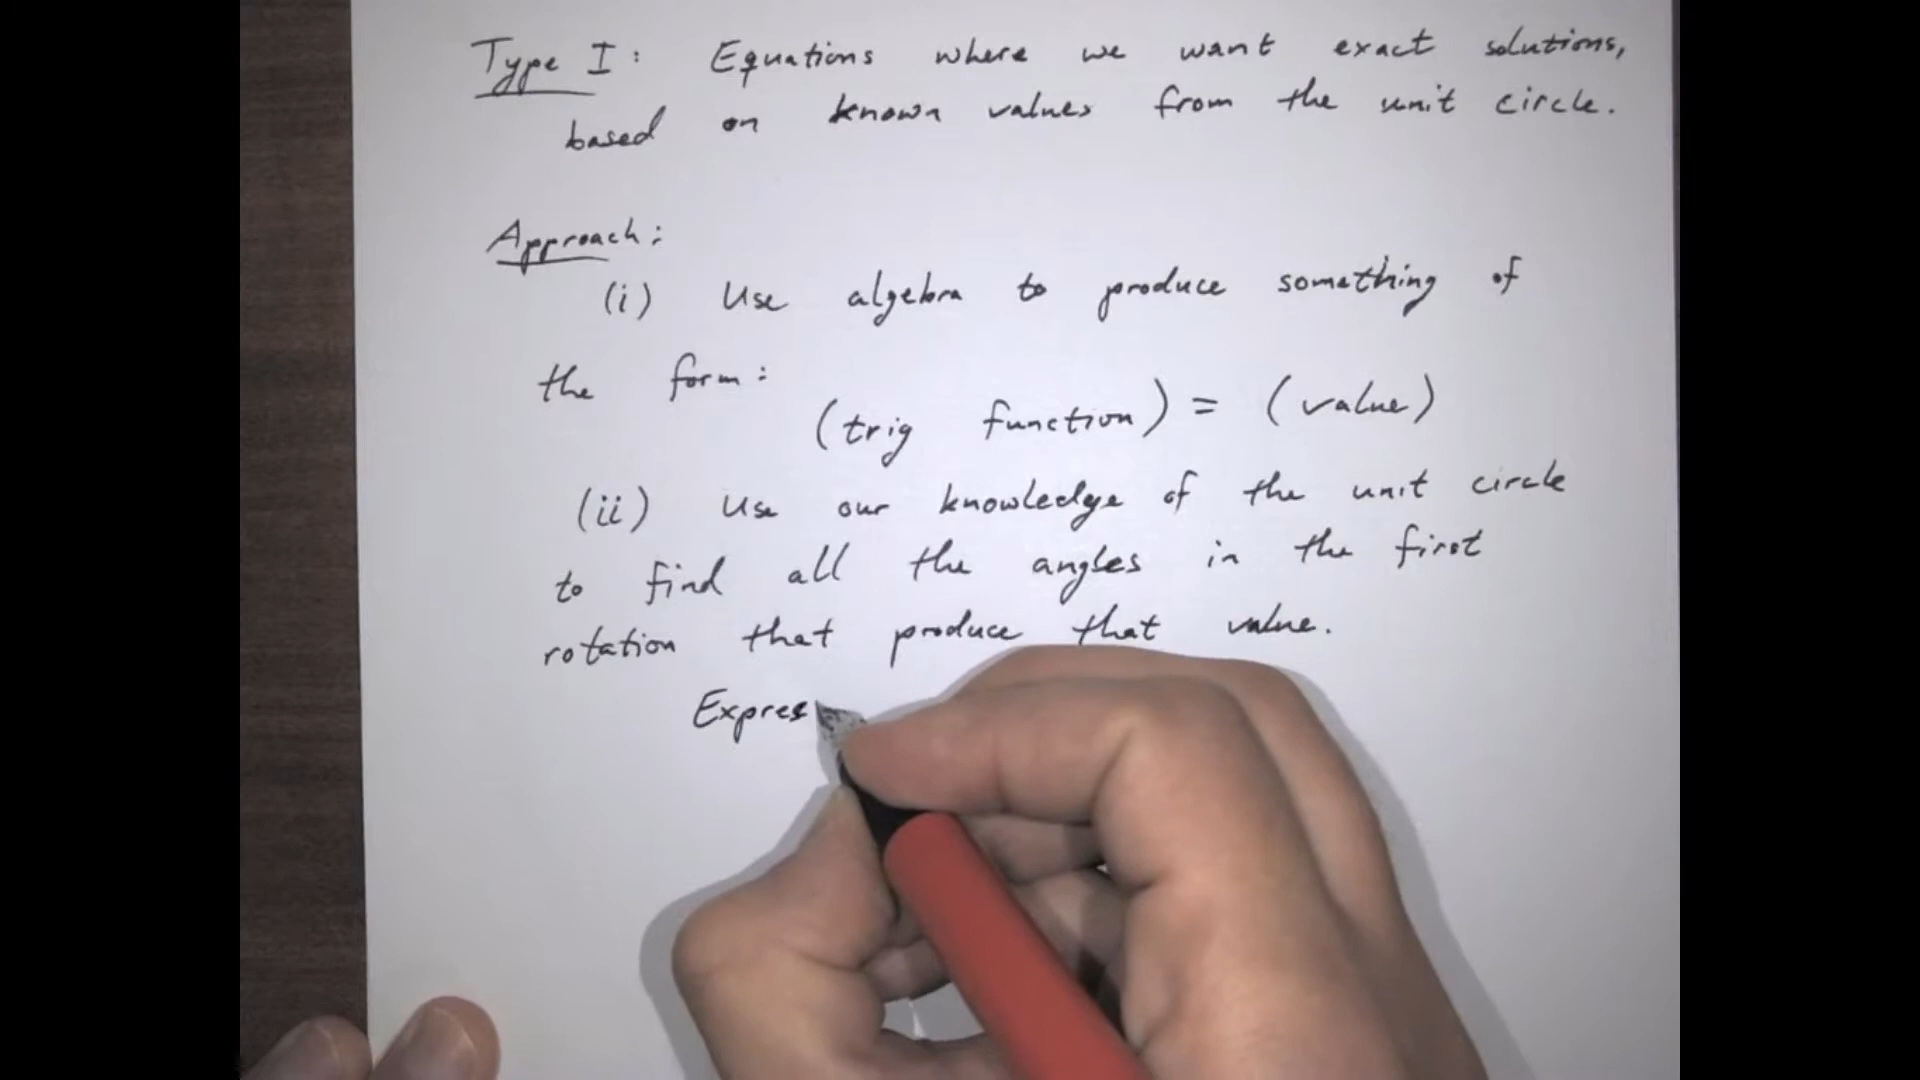 Type I: Equations where we want exact solutions,
based on known values from the unit circle.
Approach:
(i) Use algebra to produce something of
the form:
(trig function) = (value)
(ii) Use our knowledge of the unit circle
to find all the angles in the first
rotation that produce that value.
Expres